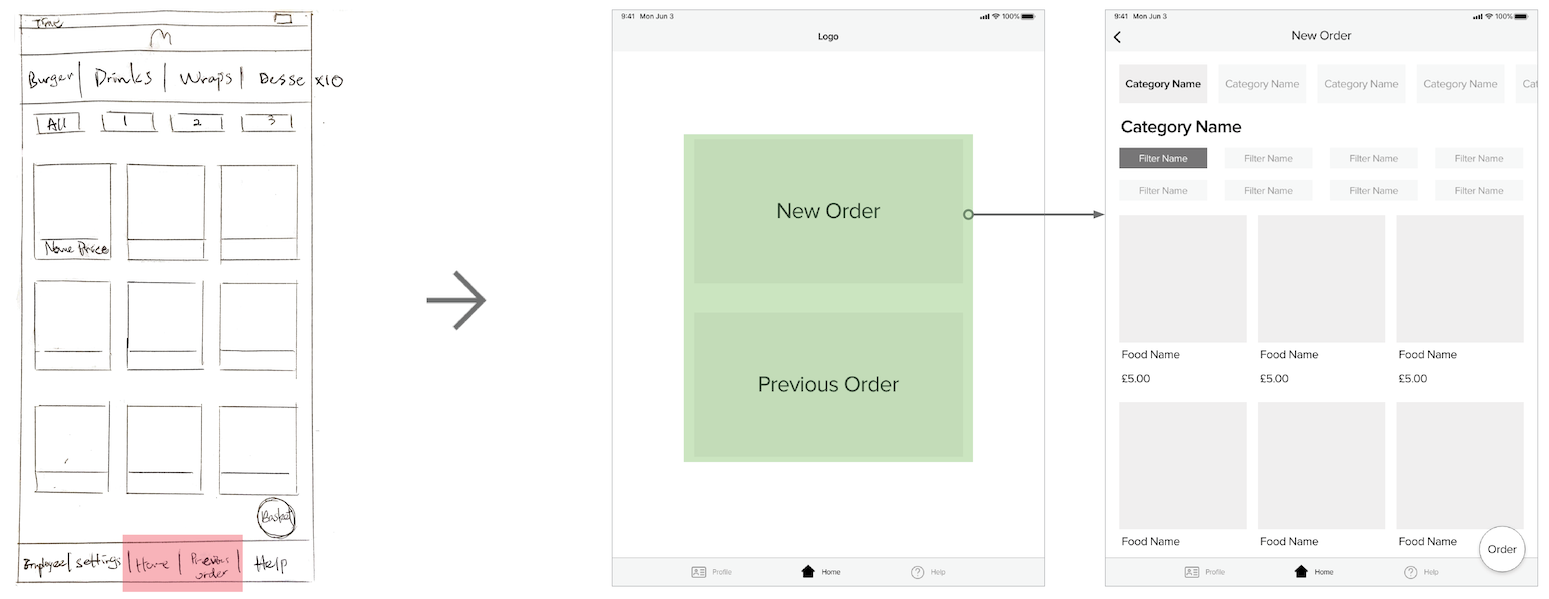 Time
M
Burger Drinks Wraps Desse x10
All 1 2 3
Name Price
Basket
Employee settings Home Previous order Help
9:41 Mon Jun 3 100%
Logo
New Order
Previous Order
Profile Home Help
9:41 Mon Jun 3 100%
New Order
Category Name Category Name Category Name Category Name Cat
Category Name
Filter Name Filter Name Filter Name Filter Name
Filter Name Filter Name Filter Name Filter Name
Food Name Food Name Food Name
£5.00 £5.00 £5.00
Food Name Food Name Food Name
Order
Profile Home Help